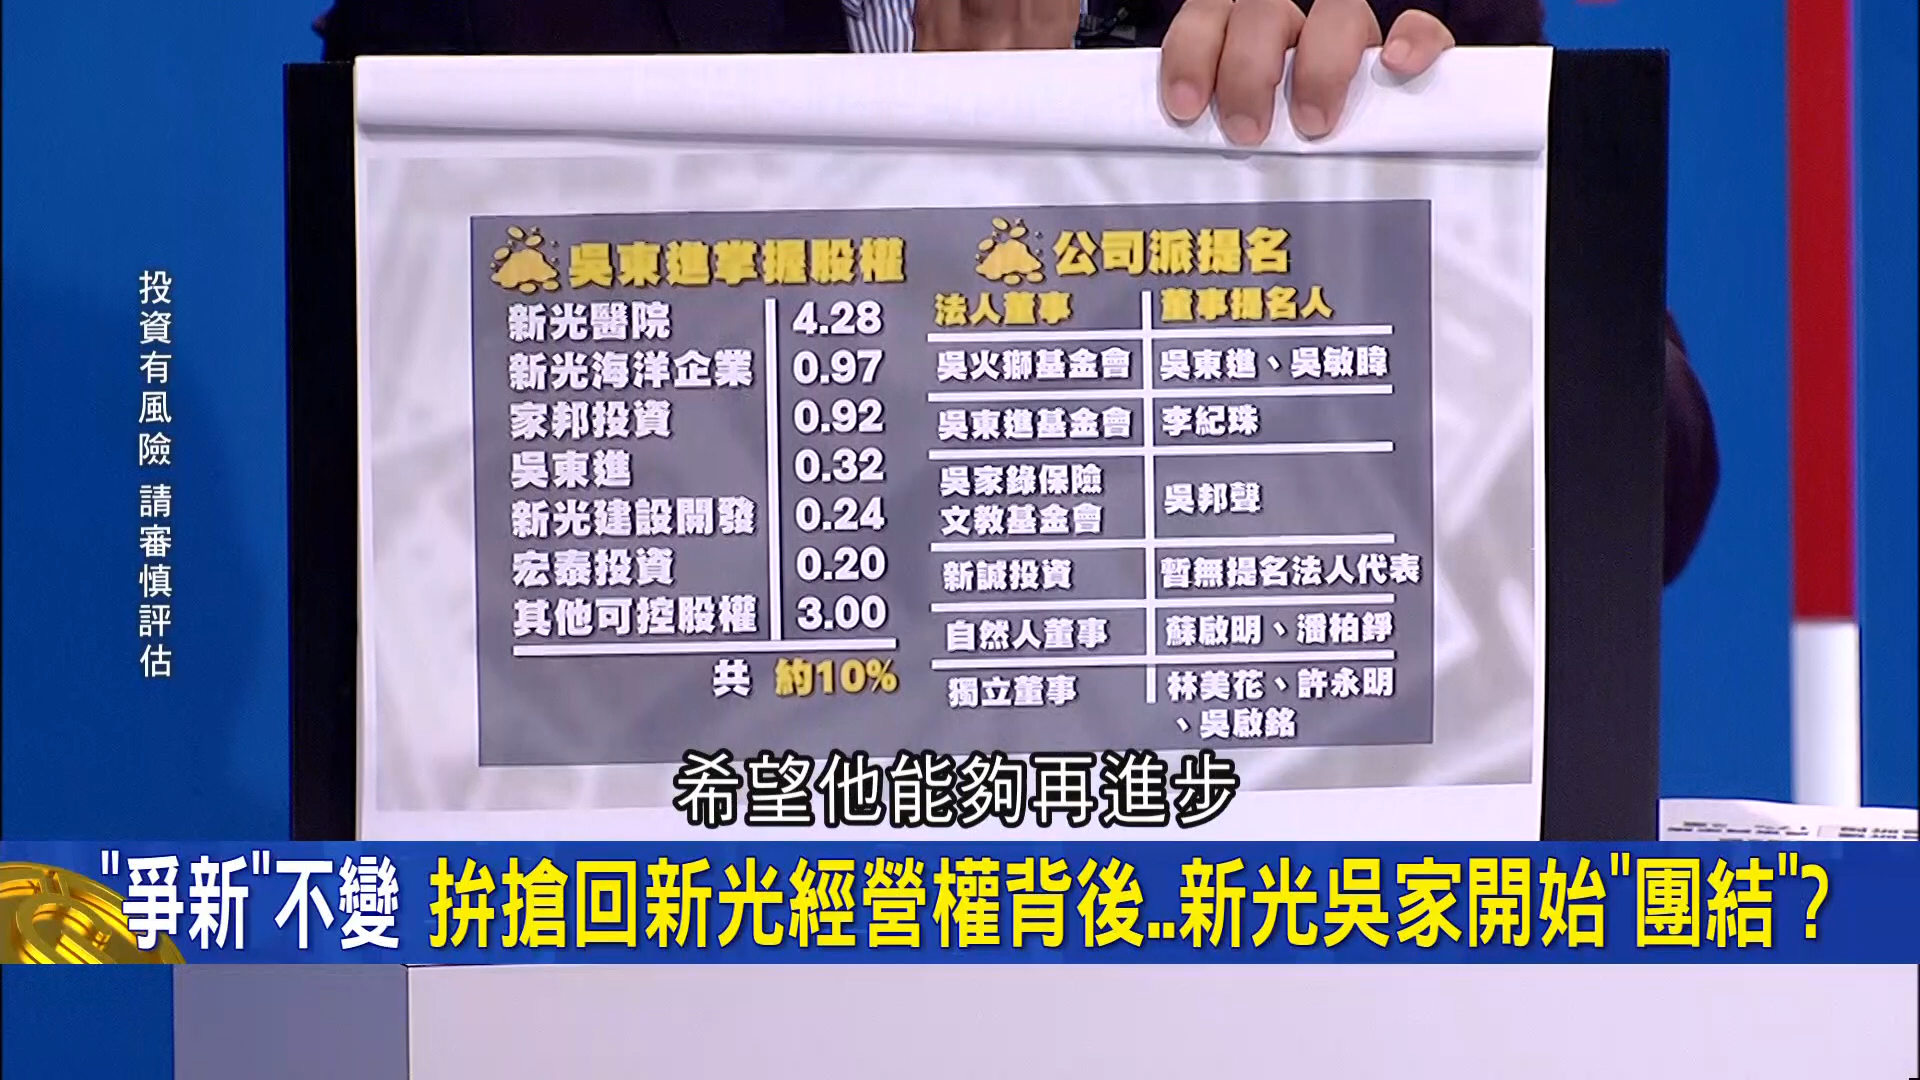 投資有風險 請審慎評估
吳東進掌握股權
新光醫院 4.28
新光海洋企業 0.97
家邦投資 0.92
吳東進 0.32
新光建設開發 0.24
宏泰投資 0.20
其他可控股權 3.00
共 約10%
公司派提名
法人董事 董事提名人
吳火獅基金會 吳東進、吳敏暐
吳東進基金會 李紀珠
吳家錄保險
文教基金會 吳邦聲
新誠投資 暫無提名法人代表
自然人董事 蘇啟明、潘柏錚
獨立董事 林美花、許永明
、吳啟銘
希望他能夠再進步
"爭新"不變 拚搶回新光經營權背後..新光吳家開始"團結"?